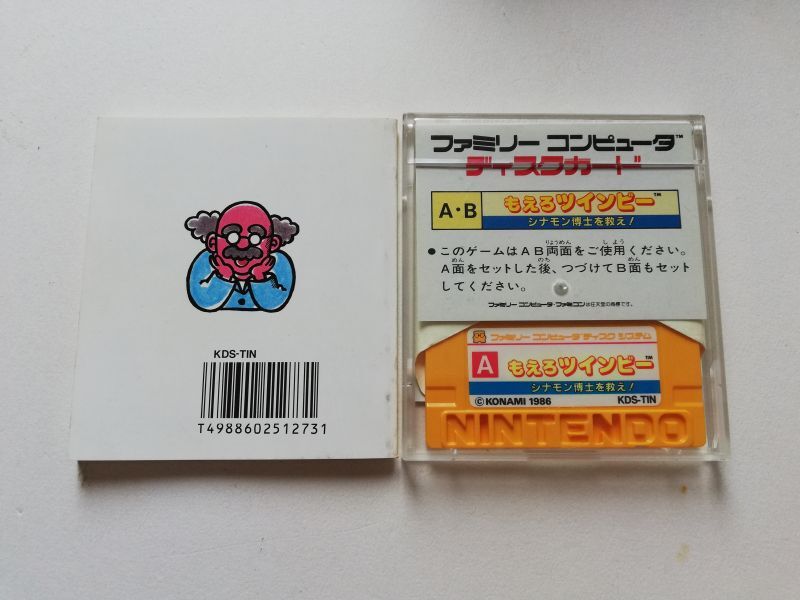 KDS-TIN
T4988602512731
ファミリー コンピュータ™
ディスクカード
A・B
もえろツインビー™
シナモン博士を救え!
●このゲームはAB両面をご使用ください。
A面をセットした後、つづけてB面もセット
してください。
ファミリーコンピュータ・ファミコンは任天堂の商標です。
ファミリーコンピュータ ディスク システム
A
もえろツインビー™
シナモン博士を救え!
©KONAMI 1986 KDS-TIN
NINTENDO